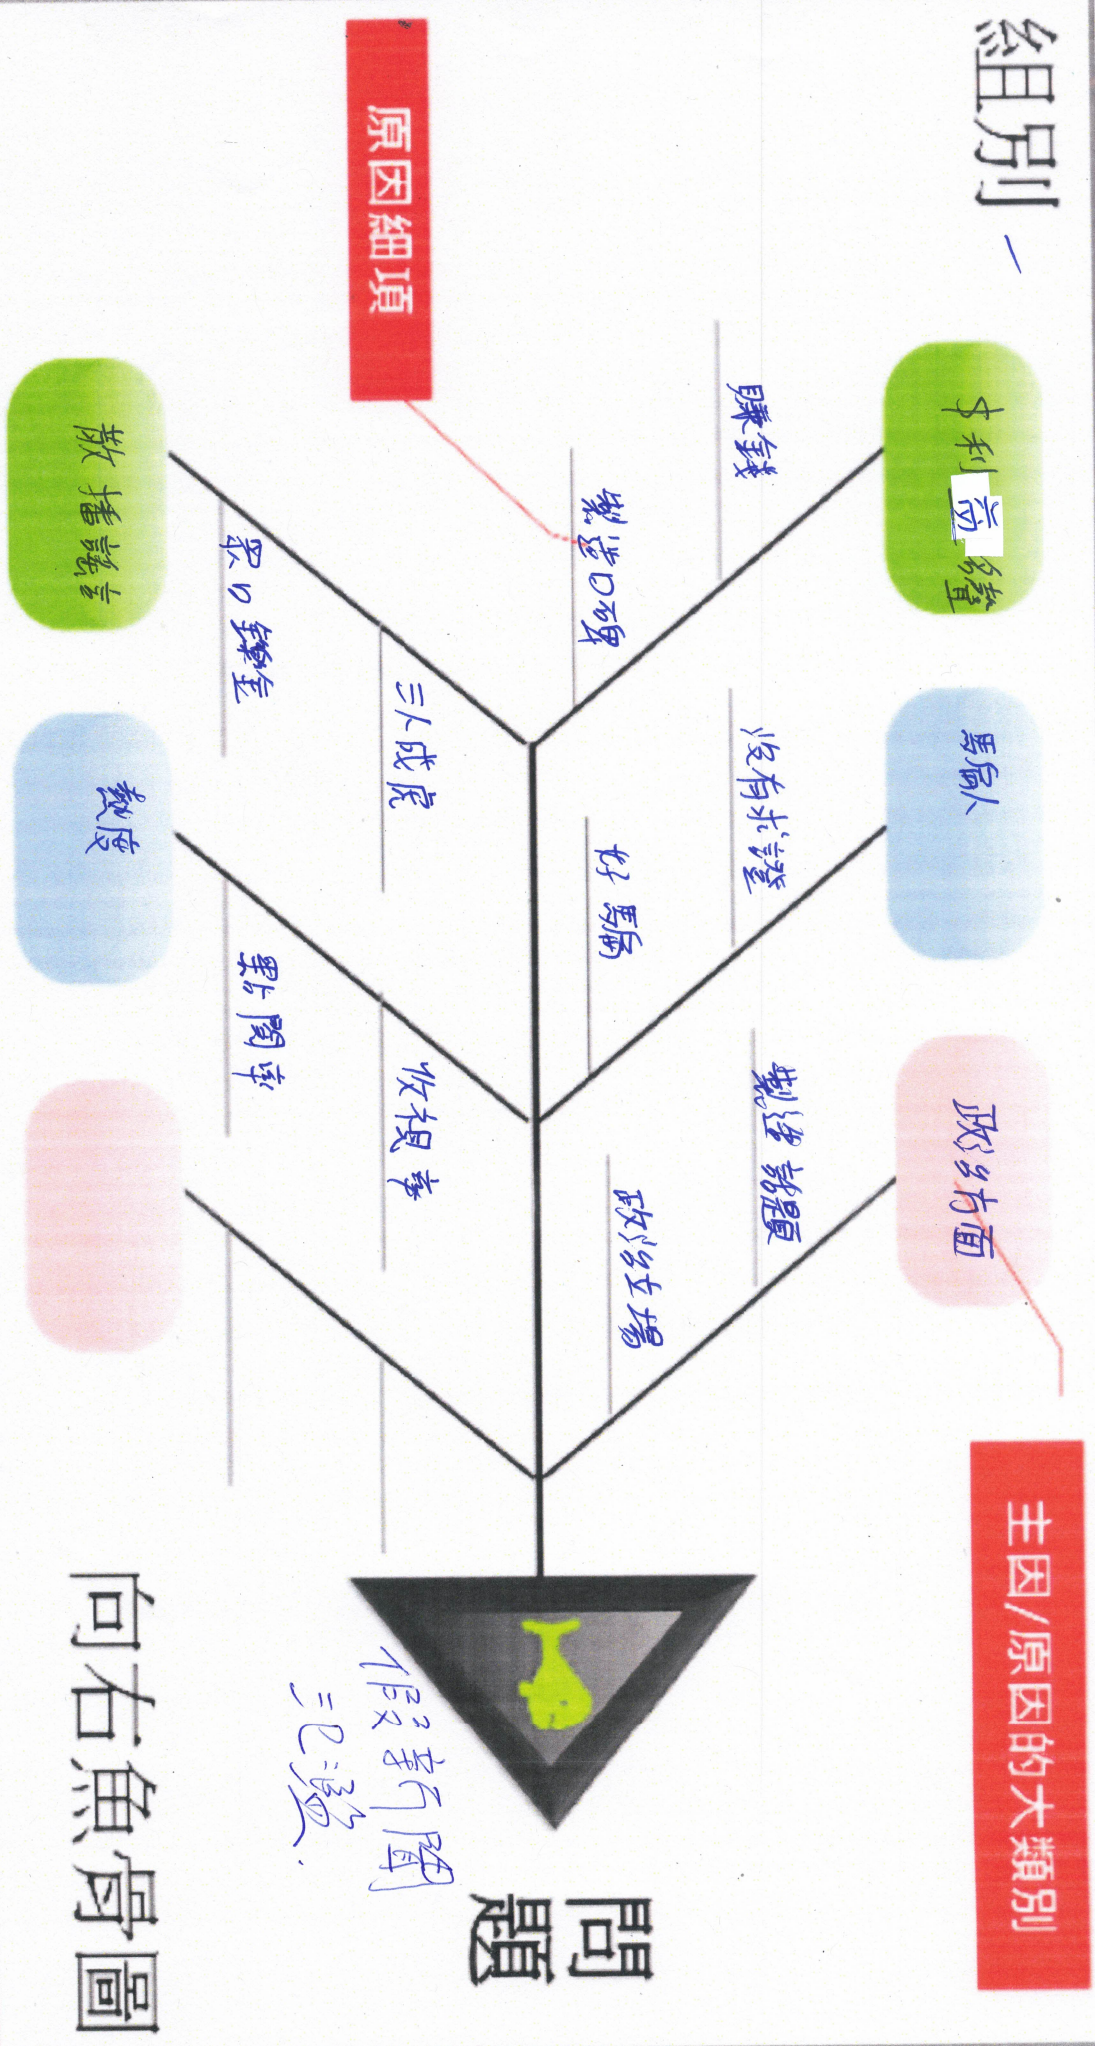 組別 一
利商
騙人
政治方面
主因/原因的大類別
賺錢
沒有求證
製造話題
製造口碑
好騙
政治立場
原因細項
問題
假新聞
氾濫.
三人成虎
收視率
眾口鑠金
點閱率
散播謠言
熱度
向右魚骨圖